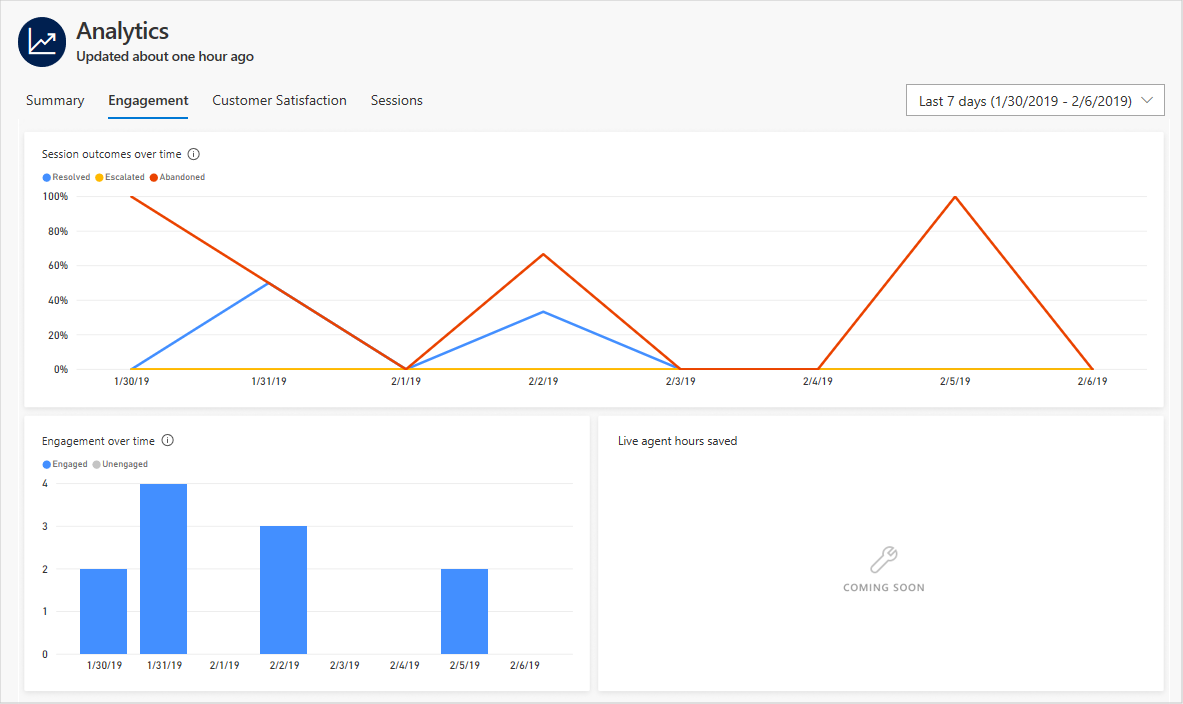 Analytics
Updated about one hour ago
Summary Engagement Customer Satisfaction Sessions Last 7 days (1/30/2019 - 2/6/2019)
Session outcomes over time
Resolved Escalated Abandoned
100%
80%
60%
40%
20%
0%
1/30/19 1/31/19 2/1/19 2/2/19 2/3/19 2/4/19 2/5/19 2/6/19
Engagement over time
Engaged Unengaged
4
3
2
1
0
1/30/19 1/31/19 2/1/19 2/2/19 2/3/19 2/4/19 2/5/19 2/6/19
Live agent hours saved
COMING SOON